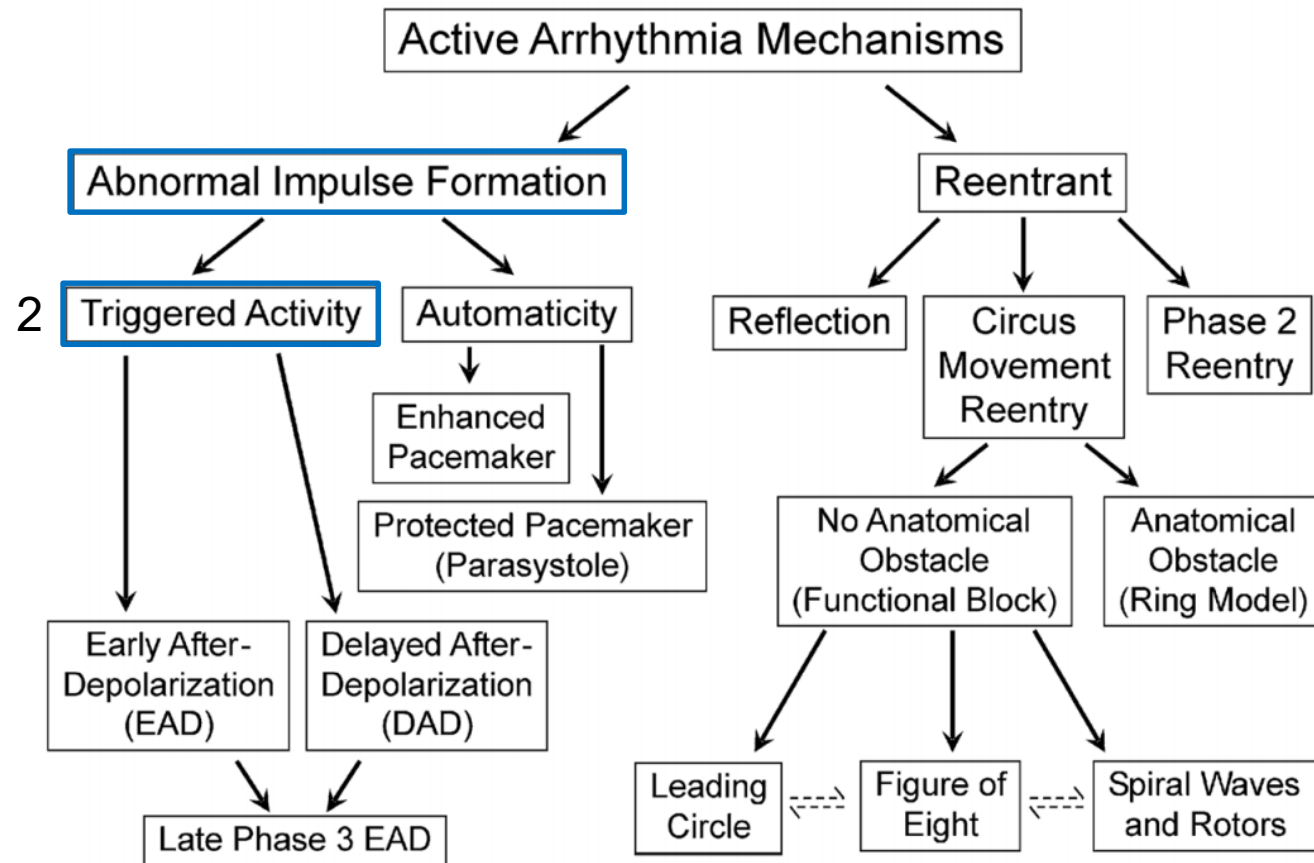 Active Arrhythmia Mechanisms
Abnormal Impulse Formation
Reentrant
2
Triggered Activity
Automaticity
Reflection
Circus
Movement
Reentry
Phase 2
Reentry
Enhanced
Pacemaker
Protected Pacemaker
(Parasystole)
No Anatomical
Obstacle
(Functional Block)
Anatomical
Obstacle
(Ring Model)
Early After-
Depolarization
(EAD)
Delayed After-
Depolarization
(DAD)
Late Phase 3 EAD
Leading
Circle
Figure of
Eight
Spiral Waves
and Rotors